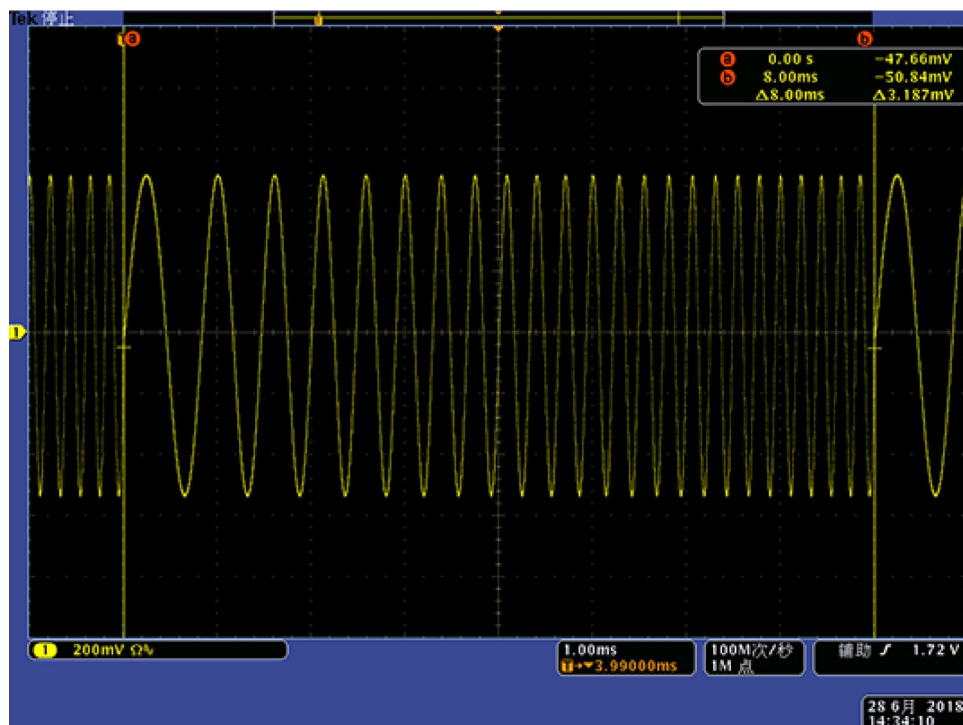 Tek 停止
a
b
a 0.00 s -47.66mV
b 8.00ms -50.84mV
Δ8.00ms Δ3.187mV
1
1 200mV Ω
1.00ms
T→▼3.99000ms
100M次/秒
1M 点
辅助 ƒ 1.72 V
28 6月 2018
14:34:10